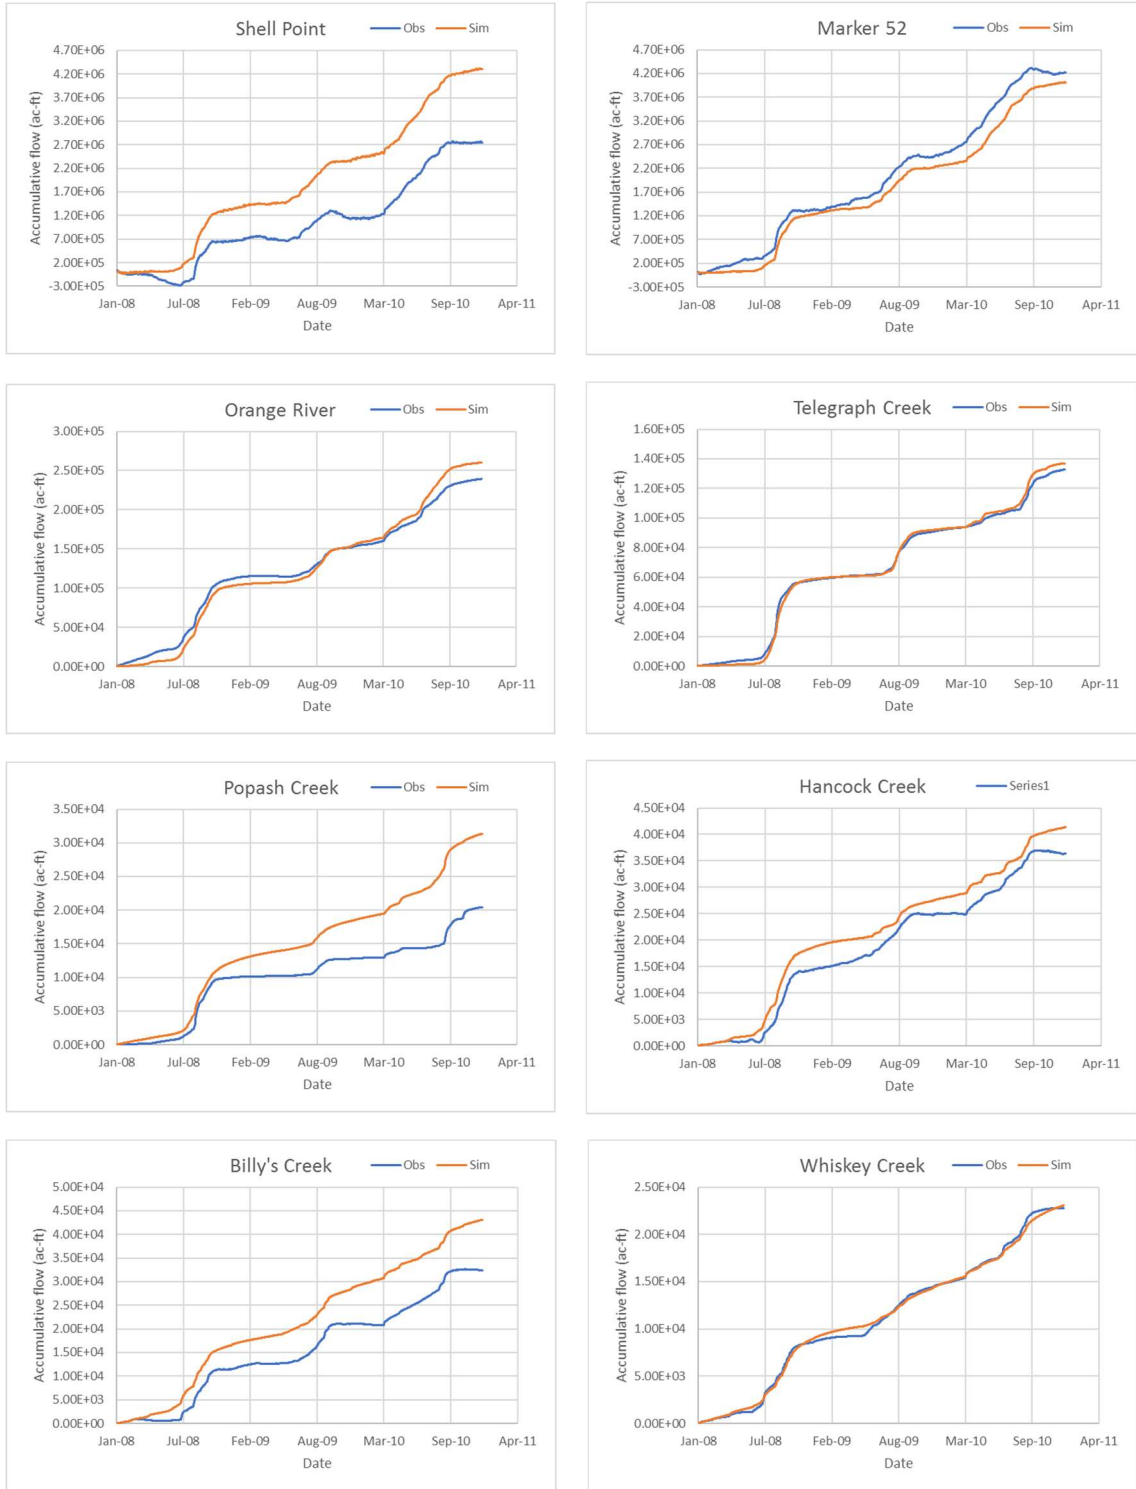 Shell Point
Obs
Sim
4.70E+06
4.20E+06
3.70E+06
3.20E+06
2.70E+06
2.20E+06
1.70E+06
1.20E+06
7.00E+05
2.00E+05
-3.00E+05
Accumulative flow (ac-ft)
Jan-08 Jul-08 Feb-09 Aug-09 Mar-10 Sep-10 Apr-11
Date
Marker 52
Obs
Sim
4.70E+06
4.20E+06
3.70E+06
3.20E+06
2.70E+06
2.20E+06
1.70E+06
1.20E+06
7.00E+05
2.00E+05
-3.00E+05
Accumulative flow (ac-ft)
Jan-08 Jul-08 Feb-09 Aug-09 Mar-10 Sep-10 Apr-11
Date
Orange River
Obs
Sim
3.00E+05
2.50E+05
2.00E+05
1.50E+05
1.00E+05
5.00E+04
0.00E+00
Accumulative flow (ac-ft)
Jan-08 Jul-08 Feb-09 Aug-09 Mar-10 Sep-10 Apr-11
Date
Telegraph Creek
Obs
Sim
1.60E+05
1.40E+05
1.20E+05
1.00E+05
8.00E+04
6.00E+04
4.00E+04
2.00E+04
0.00E+00
Accumulative flow (ac-ft)
Jan-08 Jul-08 Feb-09 Aug-09 Mar-10 Sep-10 Apr-11
Date
Popash Creek
Obs
Sim
3.50E+04
3.00E+04
2.50E+04
2.00E+04
1.50E+04
1.00E+04
5.00E+03
0.00E+00
Accumulative flow (ac-ft)
Jan-08 Jul-08 Feb-09 Aug-09 Mar-10 Sep-10 Apr-11
Date
Hancock Creek
Series1
4.50E+04
4.00E+04
3.50E+04
3.00E+04
2.50E+04
2.00E+04
1.50E+04
1.00E+04
5.00E+03
0.00E+00
Accumulative flow (ac-ft)
Jan-08 Jul-08 Feb-09 Aug-09 Mar-10 Sep-10 Apr-11
Date
Billy's Creek
Obs
Sim
5.00E+04
4.50E+04
4.00E+04
3.50E+04
3.00E+04
2.50E+04
2.00E+04
1.50E+04
1.00E+04
5.00E+03
0.00E+00
Accumulative flow (ac-ft)
Jan-08 Jul-08 Feb-09 Aug-09 Mar-10 Sep-10 Apr-11
Date
Whiskey Creek
Obs
Sim
2.50E+04
2.00E+04
1.50E+04
1.00E+04
5.00E+03
0.00E+00
Accumulative flow (ac-ft)
Jan-08 Jul-08 Feb-09 Aug-09 Mar-10 Sep-10 Apr-11
Date